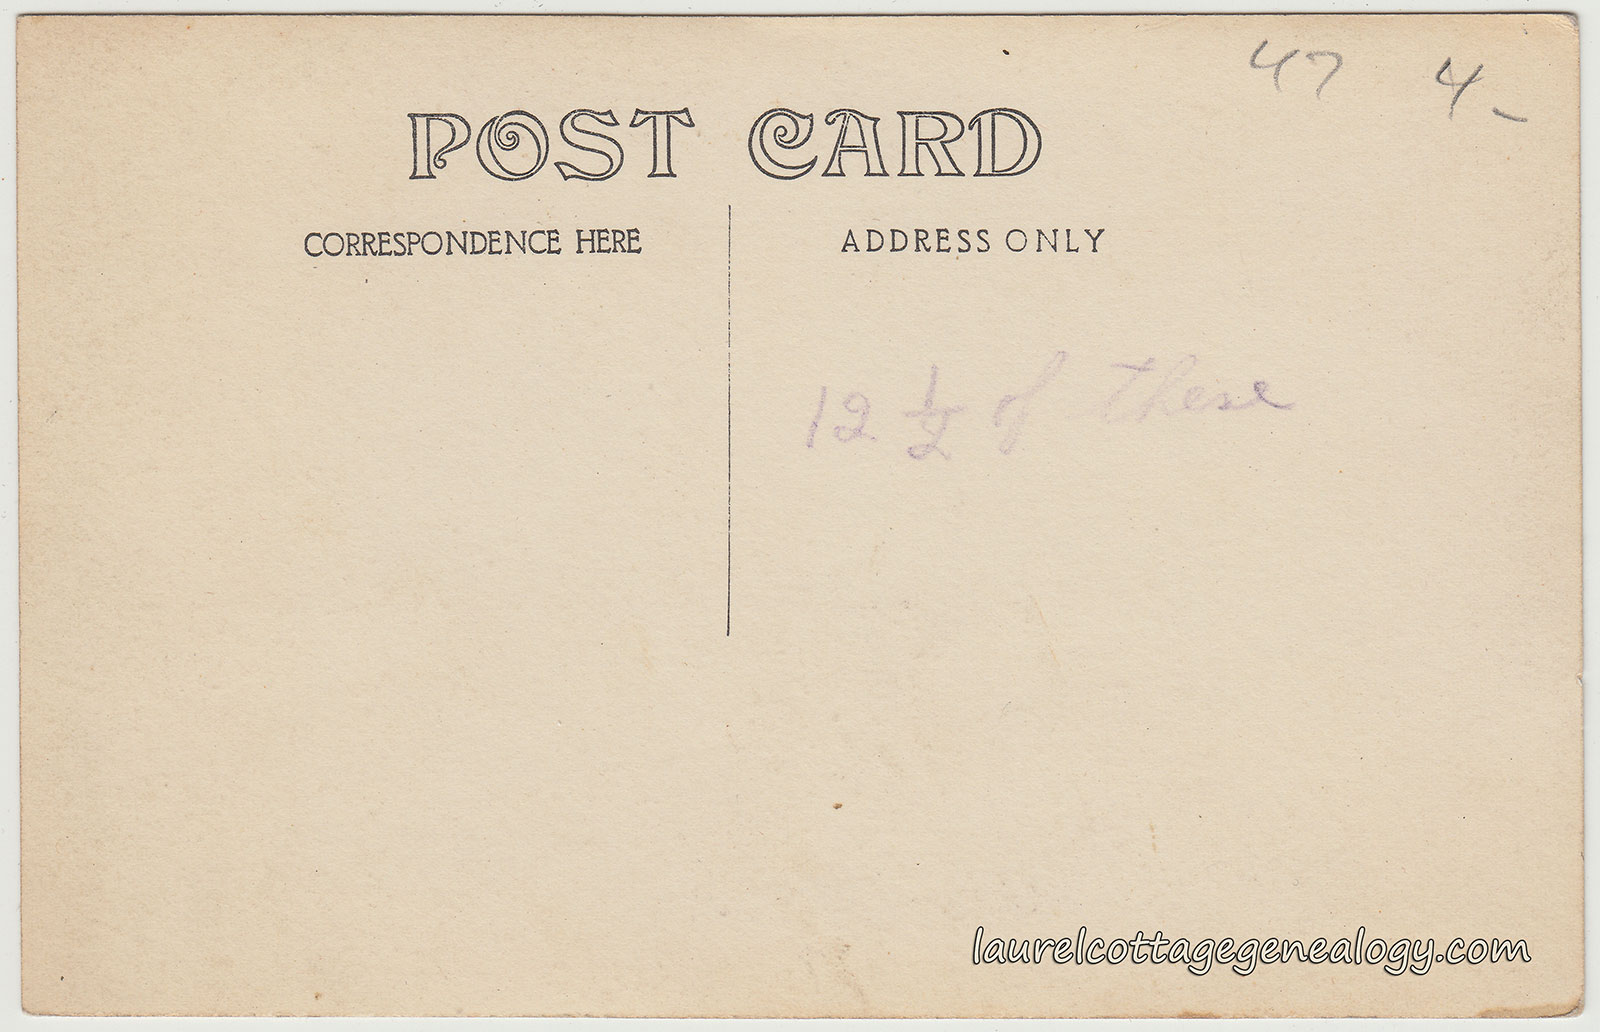 47 4-
POST CARD
CORRESPONDENCE HERE
ADDRESS ONLY
12 1/2 of these
laurelcottagegenealogy.com